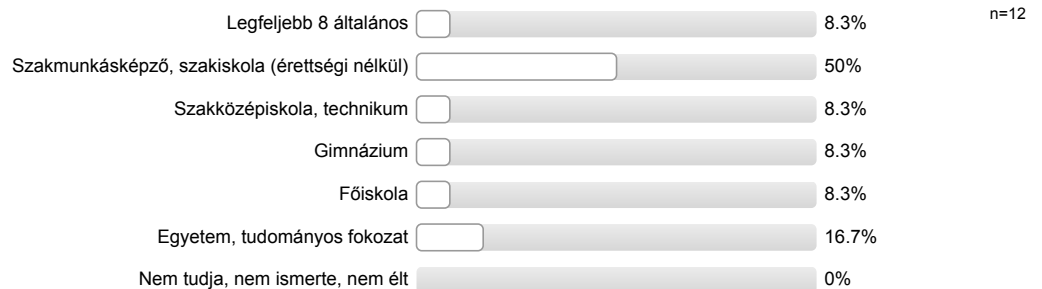 Legfeljebb 8 általános 8.3% n=12
Szakmunkásképző, szakiskola (érettségi nélkül) 50%
Szakközépiskola, technikum 8.3%
Gimnázium 8.3%
Főiskola 8.3%
Egyetem, tudományos fokozat 16.7%
Nem tudja, nem ismerte, nem élt 0%